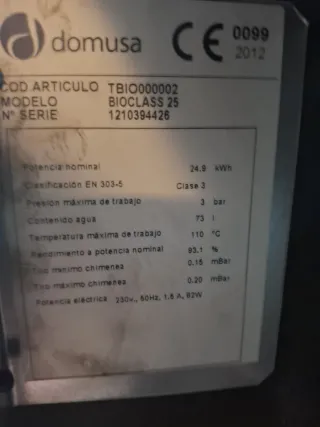 domusa
CE 0099
2012
COD.ARTICULO TBIO000002
MODELO BIOCLASS 25
Nº SERIE 1210394426
Potencia nominal 24.9 kWh
Clasificación EN 303-5 Clase 3
Presión máxima de trabajo 3 bar
Contenido agua 73 l
Temperatura máxima de trabajo 110 °C
Rendimiento a potencia nominal 93,1 %
Tiro mínimo chimenea 0.15 mBar
Tiro máximo chimenea 0.20 mBar
Potencia eléctrica 230v., 50Hz, 1.6 A, 92W